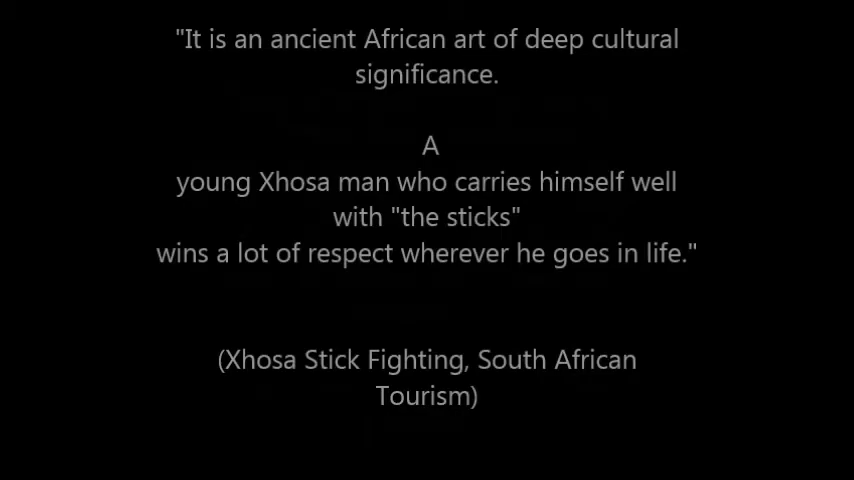 "It is an ancient African art of deep cultural
significance.
A
young Xhosa man who carries himself well
with "the sticks"
wins a lot of respect wherever he goes in life."
(Xhosa Stick Fighting, South African
Tourism)